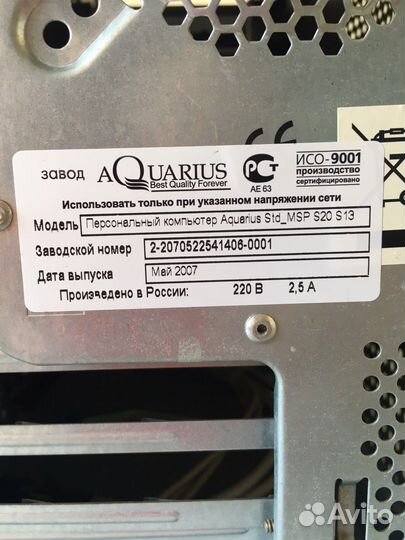 завод AQUARIUS
Best Quality Forever
РСТ
АЕ 63
ИСО-9001
производство
сертифицировано
Использовать только при указанном напряжении сети
Модель Персональный компьютер Aquarius Std_MSP S20 S13
Заводской номер 2-2070522541406-0001
Дата выпуска Май 2007
Произведено в России: 220 В 2,5 А
Avito